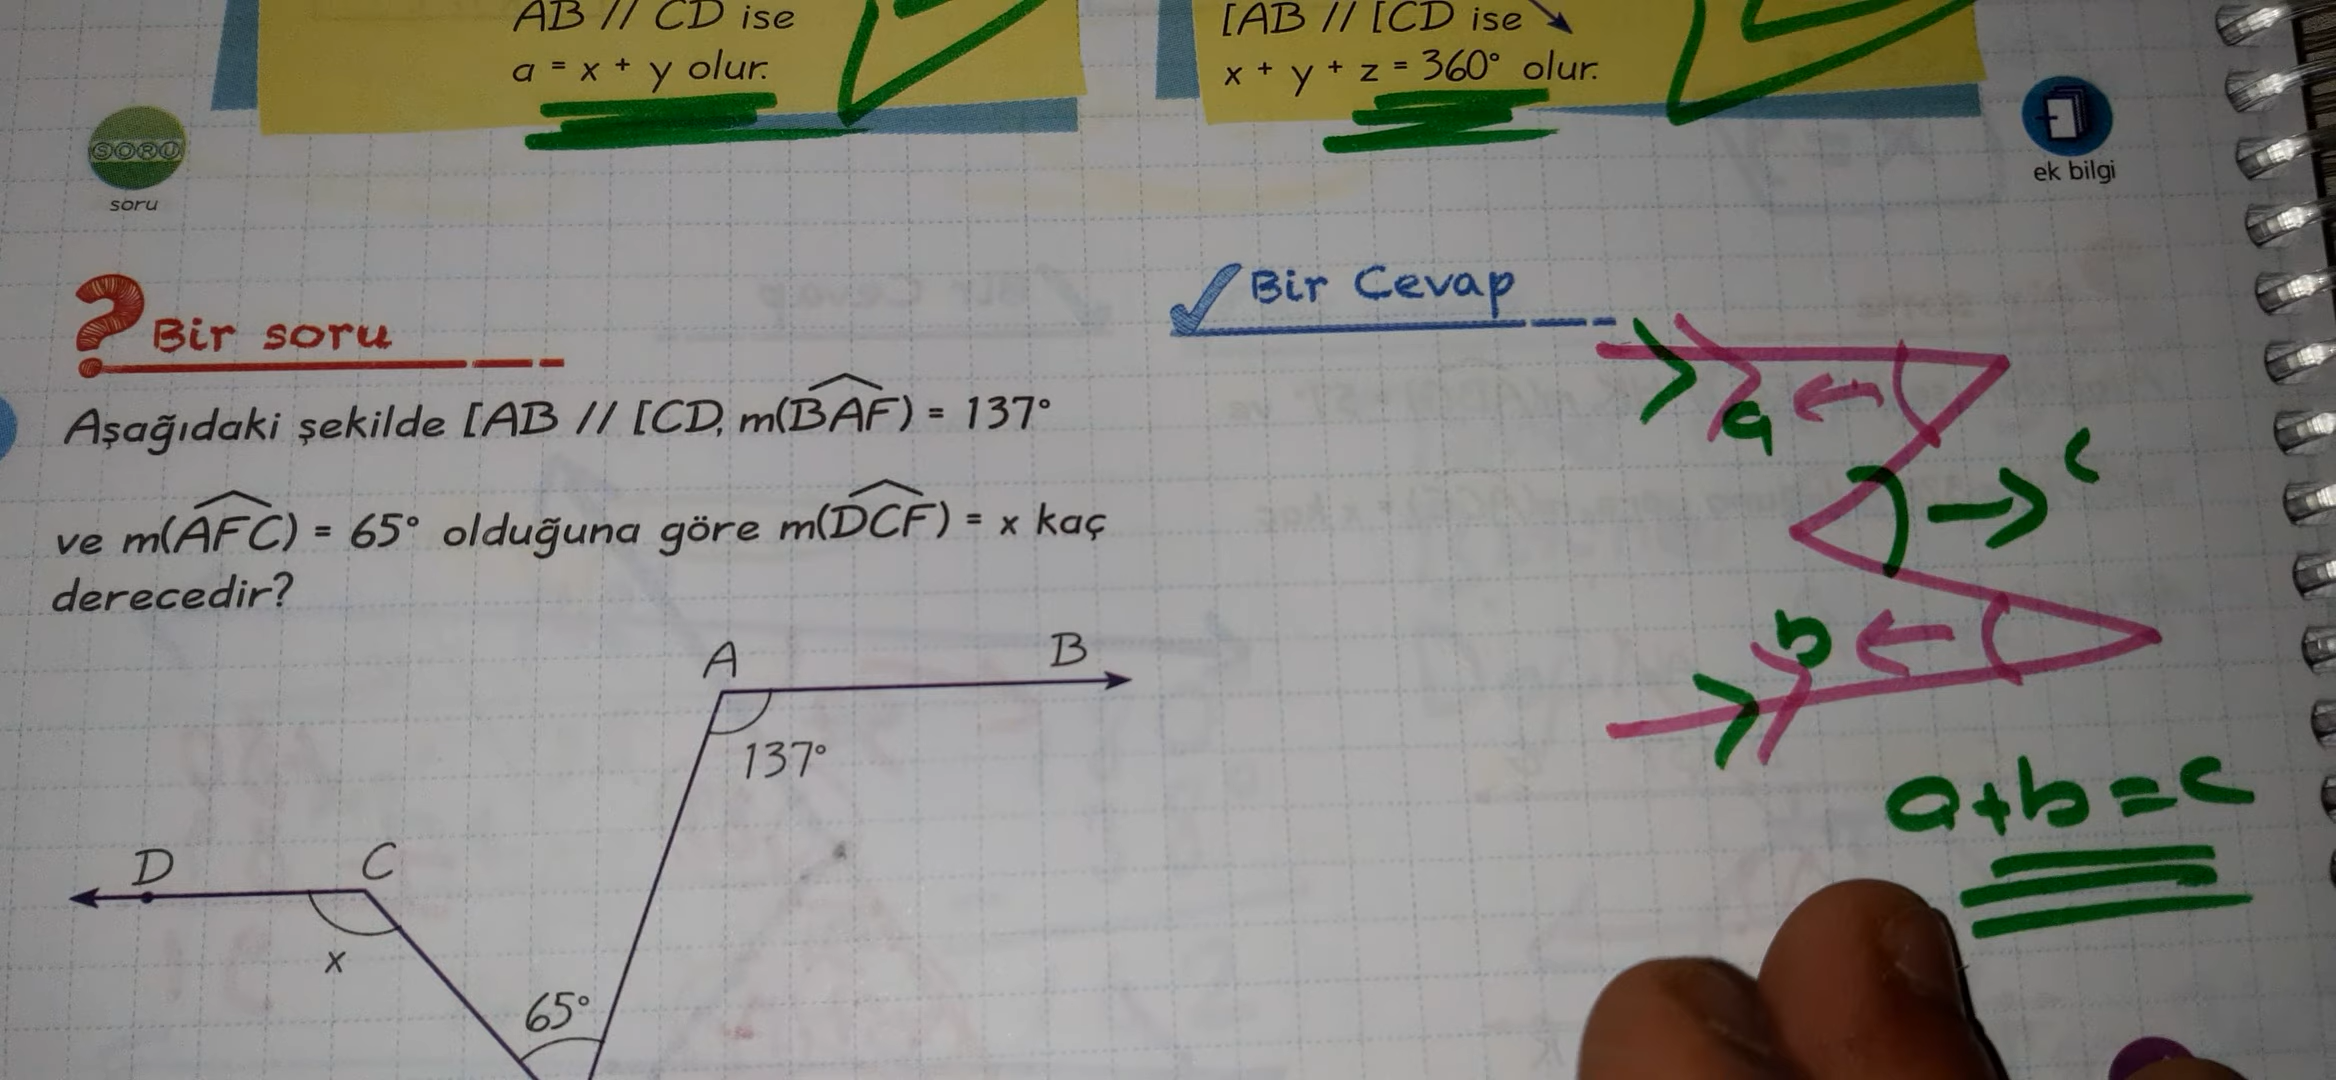 AB // CD ise
a = x + y olur.
[AB // [CD ise
x + y + z = 360° olur.
SORU
soru
ek bilgi
? Bir soru
Aşağıdaki şekilde [AB // [CD, m(BAF) = 137°
ve m(AFC) = 65° olduğuna göre m(DCF) = x kaç
derecedir?
A
B
137°
D
C
x
65°
Bir Cevap
a
c
b
a+b=c